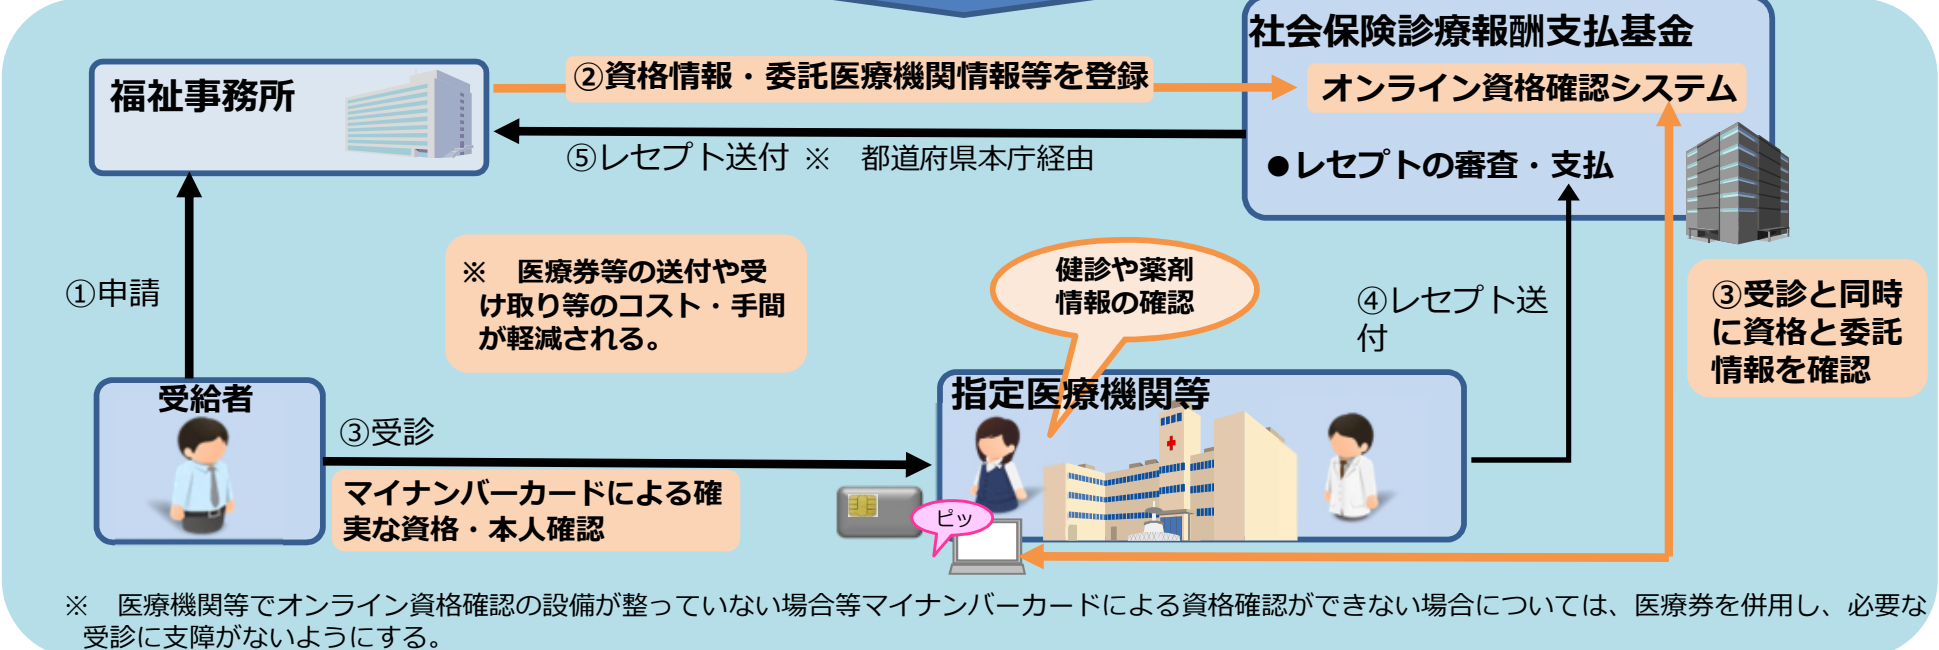 社会保険診療報酬支払基金
福祉事務所
②資格情報・委託医療機関情報等を登録
オンライン資格確認システム
⑤レセプト送付 ※　都道府県本庁経由
●レセプトの審査・支払
①申請
※　医療券等の送付や受
け取り等のコスト・手間
が軽減される。
健診や薬剤
情報の確認
④レセプト送
付
③受診と同時
に資格と委託
情報を確認
受給者
③受診
マイナンバーカードによる確
実な資格・本人確認
指定医療機関等
ピッ
※　医療機関等でオンライン資格確認の設備が整っていない場合等マイナンバーカードによる資格確認ができない場合については、医療券を併用し、必要な
受診に支障がないようにする。